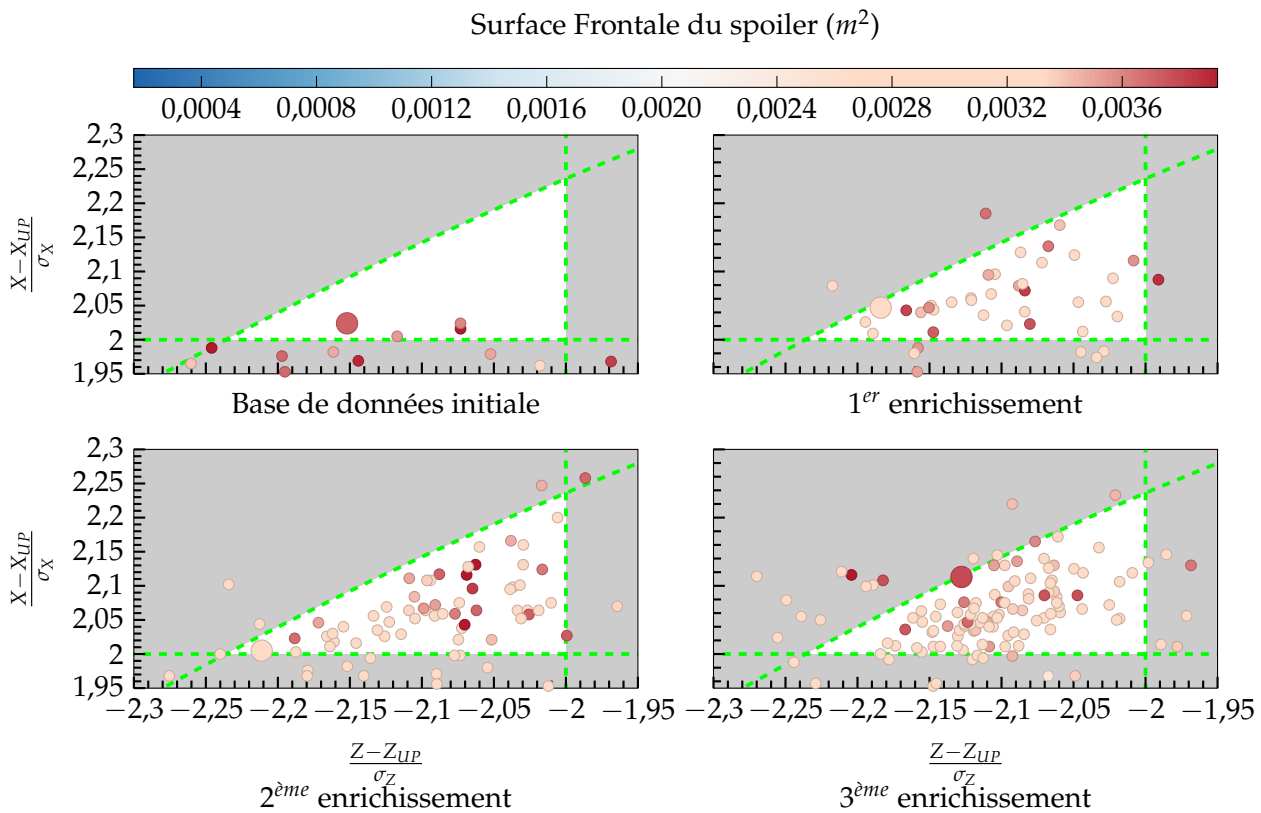 Surface Frontale du spoiler (m²)
0,0004 0,0008 0,0012 0,0016 0,0020 0,0024 0,0028 0,0032 0,0036
2,3
2,25
2,2
2,15
2,1
2,05
2
1,95
X−X_UP
σ_X
Base de données initiale
1^er enrichissement
2,3
2,25
2,2
2,15
2,1
2,05
2
1,95
X−X_UP
σ_X
−2,3 −2,25 −2,2 −2,15 −2,1 −2,05 −2 −1,95
−2,3 −2,25 −2,2 −2,15 −2,1 −2,05 −2 −1,95
Z−Z_UP
σ_Z
Z−Z_UP
σ_Z
2^ème enrichissement
3^ème enrichissement